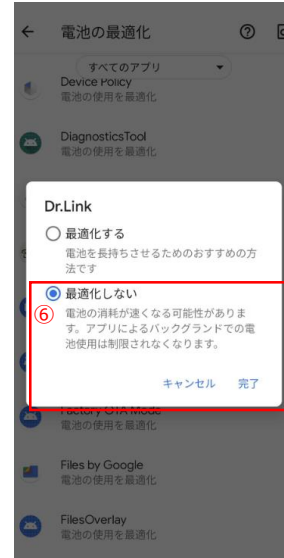 電池の最適化
すべてのアプリ
Device Policy
電池の使用を最適化
DiagnosticsTool
電池の使用を最適化
Dr.Link
最適化する
電池を長持ちさせるためのおすすめの方
法です
⑥
最適化しない
電池の消耗が速くなる可能性がありま
す。アプリによるバックグランドでの電
池使用は制限されなくなります。
キャンセル 完了
Factory OTA Mode
電池の使用を最適化
Files by Google
電池の使用を最適化
FilesOverlay
電池の使用を最適化